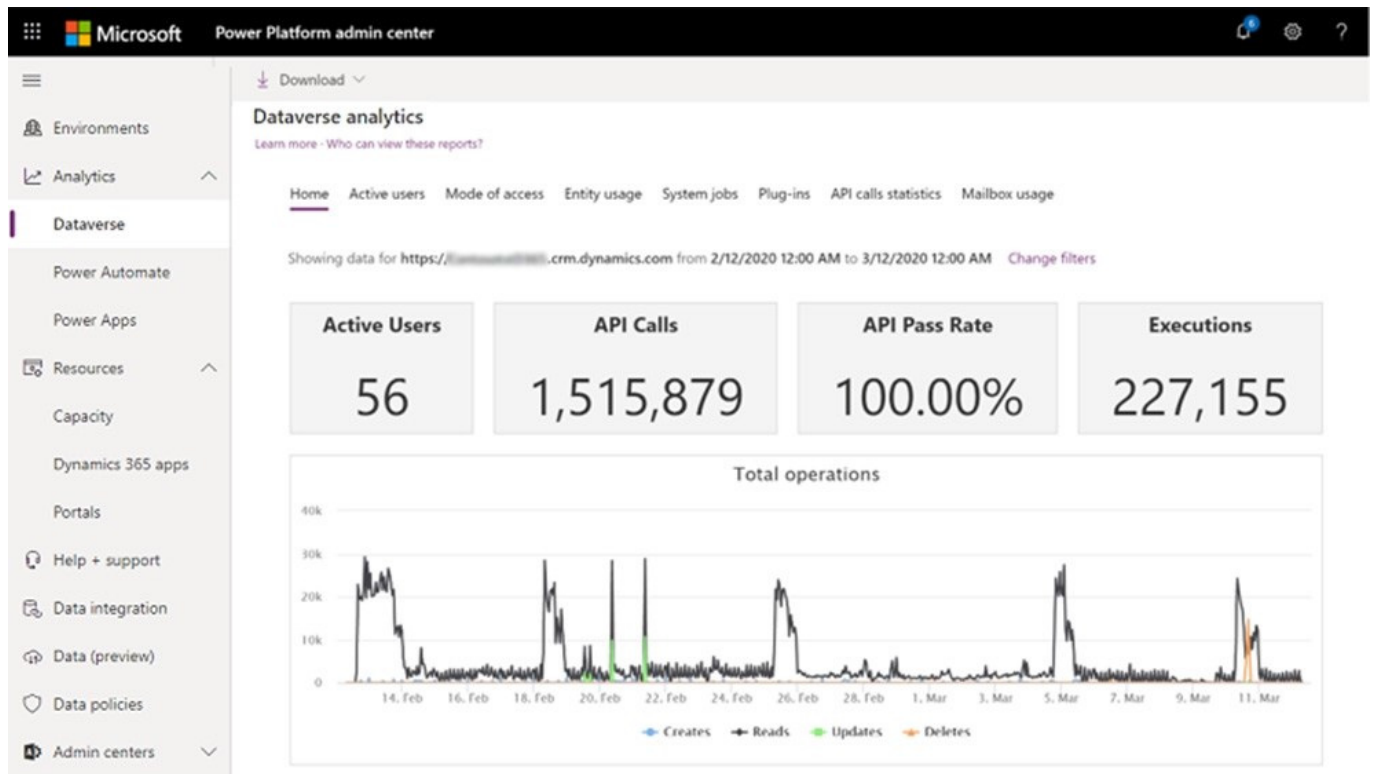 Microsoft Power Platform admin center 6 ?
Download
Environments
Analytics
Dataverse
Power Automate
Power Apps
Resources
Capacity
Dynamics 365 apps
Portals
Help + support
Data integration
Data (preview)
Data policies
Admin centers
Dataverse analytics
Learn more · Who can view these reports?
Home Active users Mode of access Entity usage System jobs Plug-ins API calls statistics Mailbox usage
Showing data for https:/ .crm.dynamics.com from 2/12/2020 12:00 AM to 3/12/2020 12:00 AM Change filters
Active Users API Calls API Pass Rate Executions
56 1,515,879 100.00% 227,155
Total operations
40k
30k
20k
10k
0
14. Feb 16. Feb 18. Feb 20. Feb 22. Feb 24. Feb 26. Feb 28. Feb 1. Mar 3. Mar 5. Mar 7. Mar 9. Mar 11. Mar
Creates Reads Updates Deletes